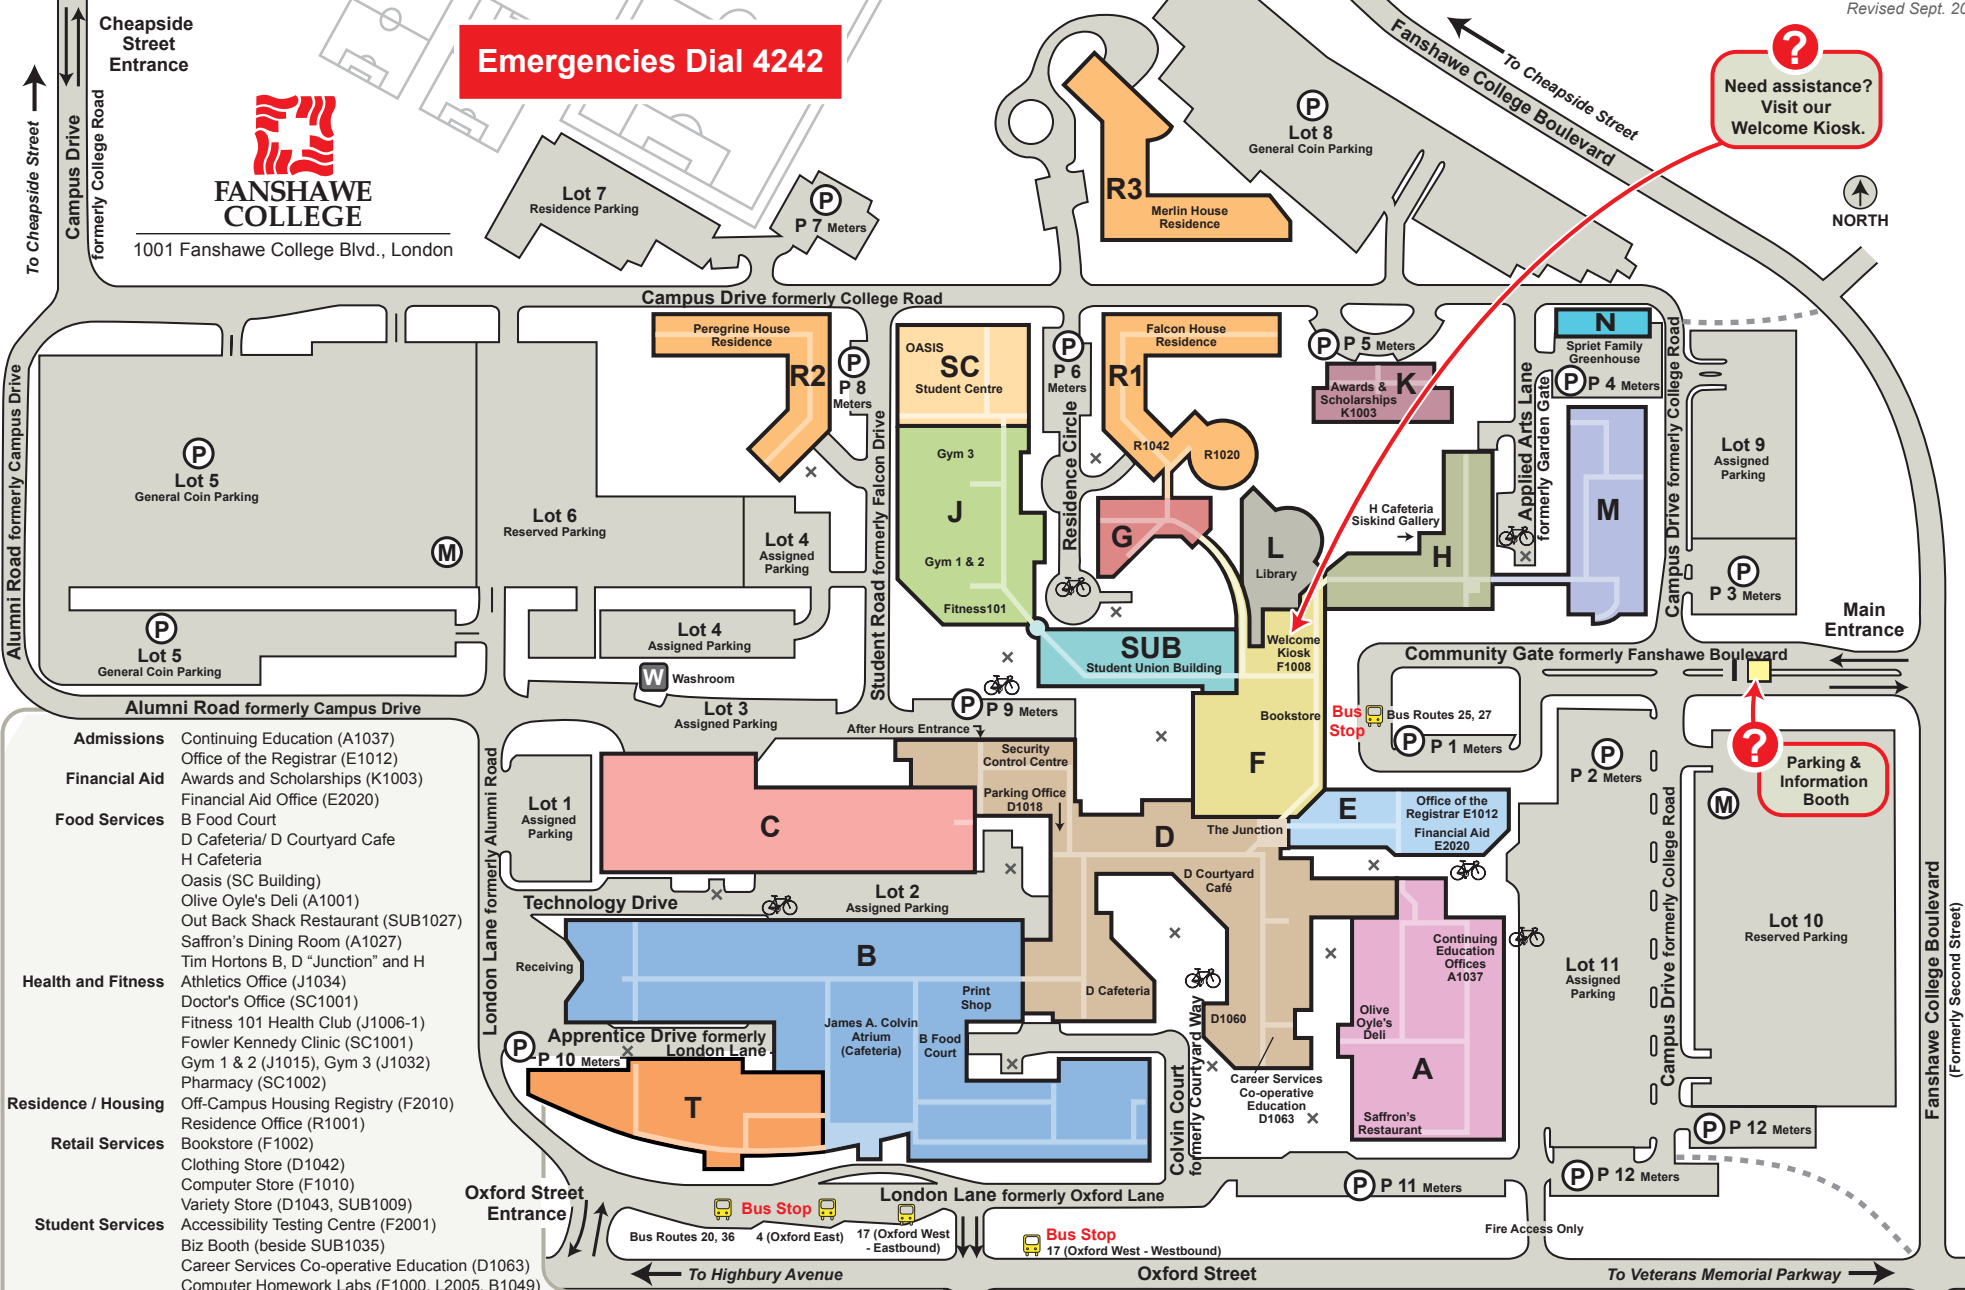 Revised Sept. 20
Cheapside
Street
Entrance
Emergencies Dial 4242
?
Need assistance?
Visit our
Welcome Kiosk.
To Cheapside Street
Fanshawe College Boulevard
To Cheapside Street
Campus Drive
formerly College Road
FANSHAWE
COLLEGE
1001 Fanshawe College Blvd., London
NORTH
Lot 7
Residence Parking
P
P 7 Meters
R3
Merlin House
Residence
P
Lot 8
General Coin Parking
Campus Drive formerly College Road
Peregrine House
Residence
R2
P
P 8
Meters
OASIS
SC
Student Centre
P
P 6
Meters
Falcon House
Residence
R1
R1042
R1020
P
P 5 Meters
Awards &
Scholarships
K1003
K
N
Spriet Family
Greenhouse
P
P 4 Meters
Applied Arts Lane
formerly Garden Gate
Campus Drive formerly College Road
Lot 9
Assigned
Parking
P
P 3 Meters
Alumni Road formerly Campus Drive
P
Lot 5
General Coin Parking
M
Lot 6
Reserved Parking
Lot 4
Assigned
Parking
Student Road formerly Falcon Drive
Gym 3
J
Gym 1 & 2
Fitness101
Residence Circle
G
L
Library
H Cafeteria
Siskind Gallery
H
M
P
Lot 5
General Coin Parking
Lot 4
Assigned Parking
W
Washroom
Lot 3
Assigned Parking
SUB
Student Union Building
Welcome
Kiosk
F1008
Bookstore
F
Main
Entrance
Community Gate formerly Fanshawe Boulevard
Bus
Stop
Bus Routes 25, 27
P
P 1 Meters
P
P 2 Meters
?
Parking &
Information
Booth
M
Alumni Road formerly Campus Drive
P
P 9 Meters
After Hours Entrance
Security
Control Centre
Parking Office
D1018
D
The Junction
E
Office of the
Registrar E1012
Financial Aid
E2020
London Lane formerly Alumni Road
Lot 1
Assigned
Parking
C
Technology Drive
Lot 2
Assigned Parking
D Courtyard
Café
D Cafeteria
D1060
Career Services
Co-operative
Education
D1063
Continuing
Education
Offices
A1037
Olive
Oyle's
Deli
A
Saffron's
Restaurant
Lot 11
Assigned
Parking
Campus Drive formerly College Road
Lot 10
Reserved Parking
Fanshawe College Boulevard
(Formerly Second Street)
Receiving
B
Print
Shop
James A. Colvin
Atrium
(Cafeteria)
B Food
Court
Apprentice Drive formerly
London Lane
P
P 10 Meters
T
Colvin Court
formerly Courtyard Way
P
P 12 Meters
P
P 12 Meters
P
P 11 Meters
Fire Access Only
Oxford Street
Entrance
London Lane formerly Oxford Lane
Bus Stop
Bus Routes 20, 36
4 (Oxford East)
17 (Oxford West
- Eastbound)
Bus Stop
17 (Oxford West - Westbound)
To Highbury Avenue
Oxford Street
To Veterans Memorial Parkway
Admissions Continuing Education (A1037)
Office of the Registrar (E1012)
Financial Aid Awards and Scholarships (K1003)
Financial Aid Office (E2020)
Food Services B Food Court
D Cafeteria/ D Courtyard Cafe
H Cafeteria
Oasis (SC Building)
Olive Oyle's Deli (A1001)
Out Back Shack Restaurant (SUB1027)
Saffron's Dining Room (A1027)
Tim Hortons B, D “Junction” and H
Health and Fitness Athletics Office (J1034)
Doctor's Office (SC1001)
Fitness 101 Health Club (J1006-1)
Fowler Kennedy Clinic (SC1001)
Gym 1 & 2 (J1015), Gym 3 (J1032)
Pharmacy (SC1002)
Residence / Housing Off-Campus Housing Registry (F2010)
Residence Office (R1001)
Retail Services Bookstore (F1002)
Clothing Store (D1042)
Computer Store (F1010)
Variety Store (D1043, SUB1009)
Student Services Accessibility Testing Centre (F2001)
Biz Booth (beside SUB1035)
Career Services Co-operative Education (D1063)
Computer Homework Labs (F1000, L2005, B1049)